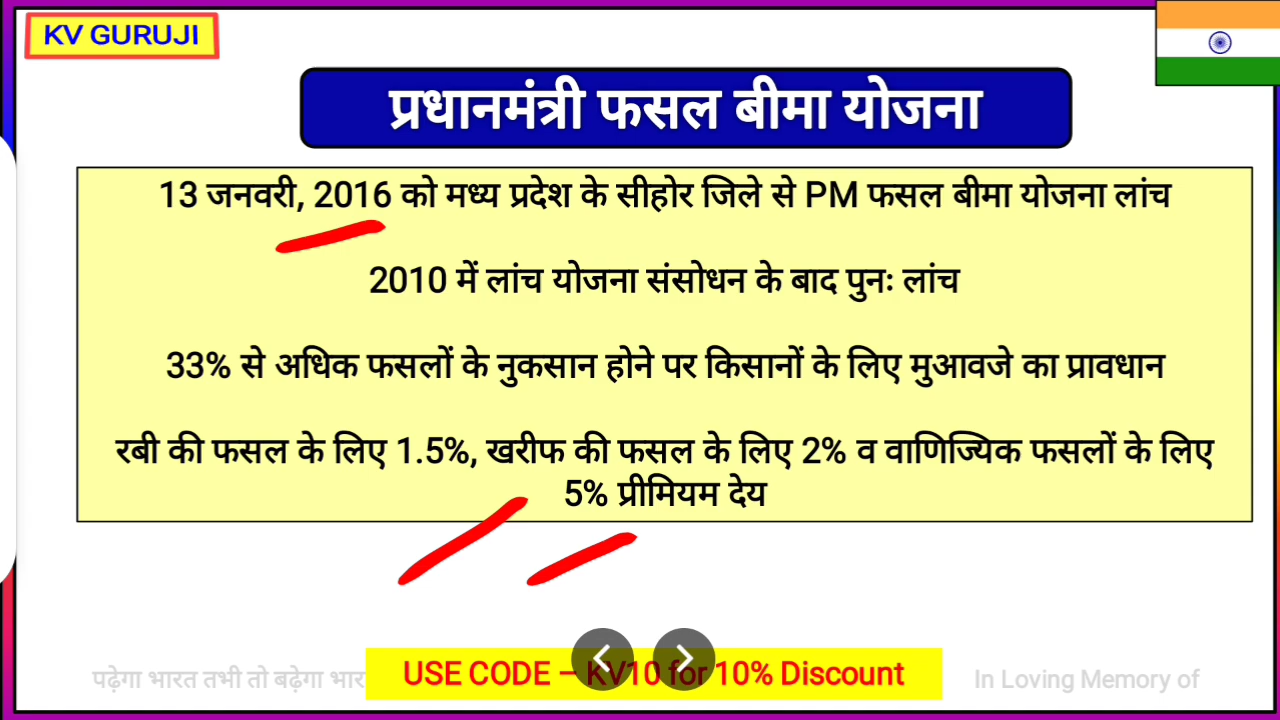 KV GURUJI
प्रधानमंत्री फसल बीमा योजना
13 जनवरी, 2016 को मध्य प्रदेश के सीहोर जिले से PM फसल बीमा योजना लांच
2010 में लांच योजना संसोधन के बाद पुनः लांच
33% से अधिक फसलों के नुकसान होने पर किसानों के लिए मुआवजे का प्रावधान
रबी की फसल के लिए 1.5%, खरीफ की फसल के लिए 2% व वाणिज्यिक फसलों के लिए
5% प्रीमियम देय
पढ़ेगा भारत तभी तो बढ़ेगा भार
USE CODE – KV10 for 10% Discount
In Loving Memory of